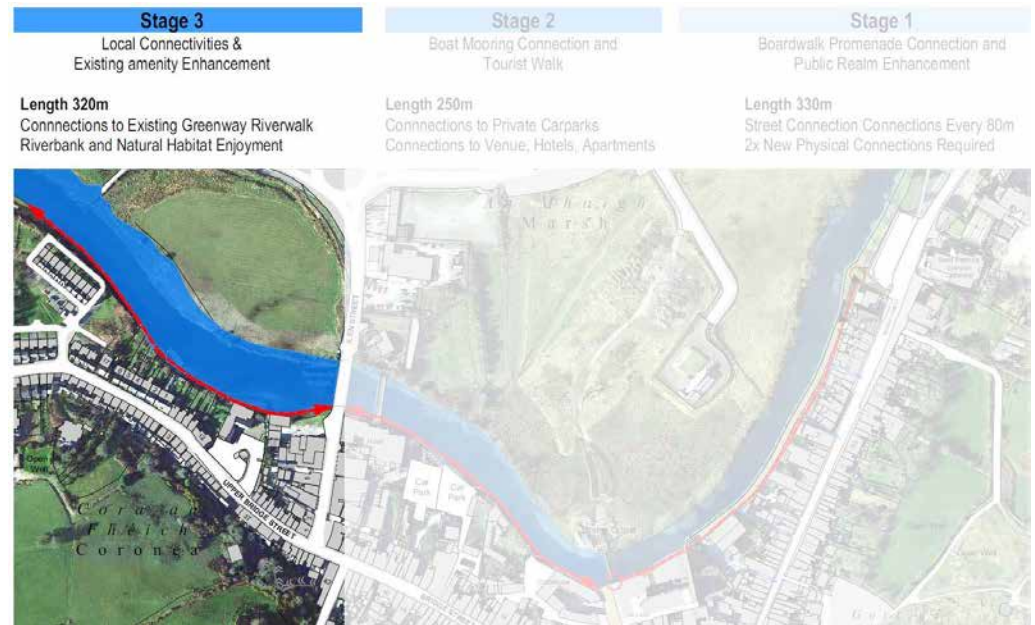 Stage 3
Local Connectivities &
Existing amenity Enhancement
Length 320m
Connnections to Existing Greenway Riverwalk
Riverbank and Natural Habitat Enjoyment
Stage 2
Boat Mooring Connection and
Tourist Walk
Length 250m
Connnections to Private Carparks
Connections to Venue, Hotels, Apartments
Stage 1
Boardwalk Promenade Connection and
Public Realm Enhancement
Length 330m
Street Connection Connections Every 80m
2x New Physical Connections Required
Marsh
Car
Park
Car
Park
UPPER BRIDGE STREET
Open
Well
Coronea